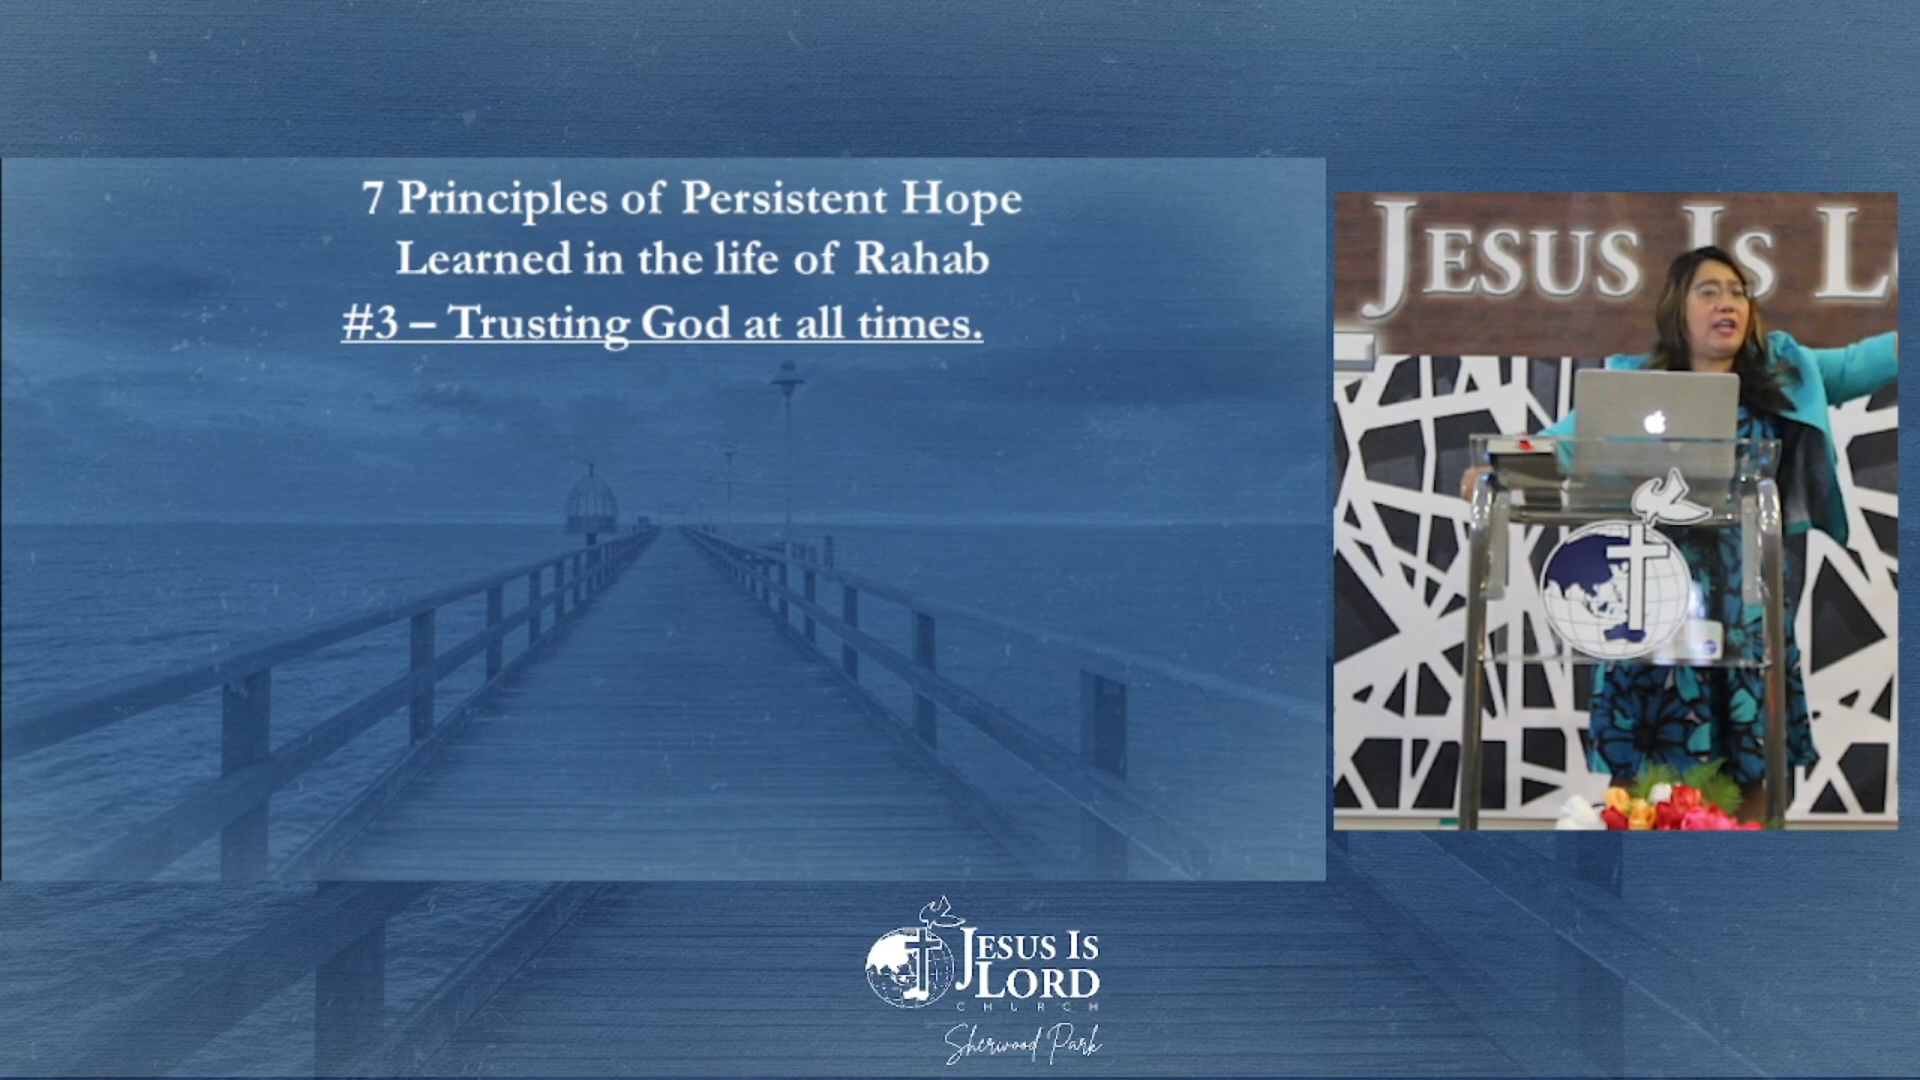 7 Principles of Persistent Hope
Learned in the life of Rahab
#3 – Trusting God at all times.
JESUS IS L
JESUS IS
LORD
CHURCH
Sherwood Park